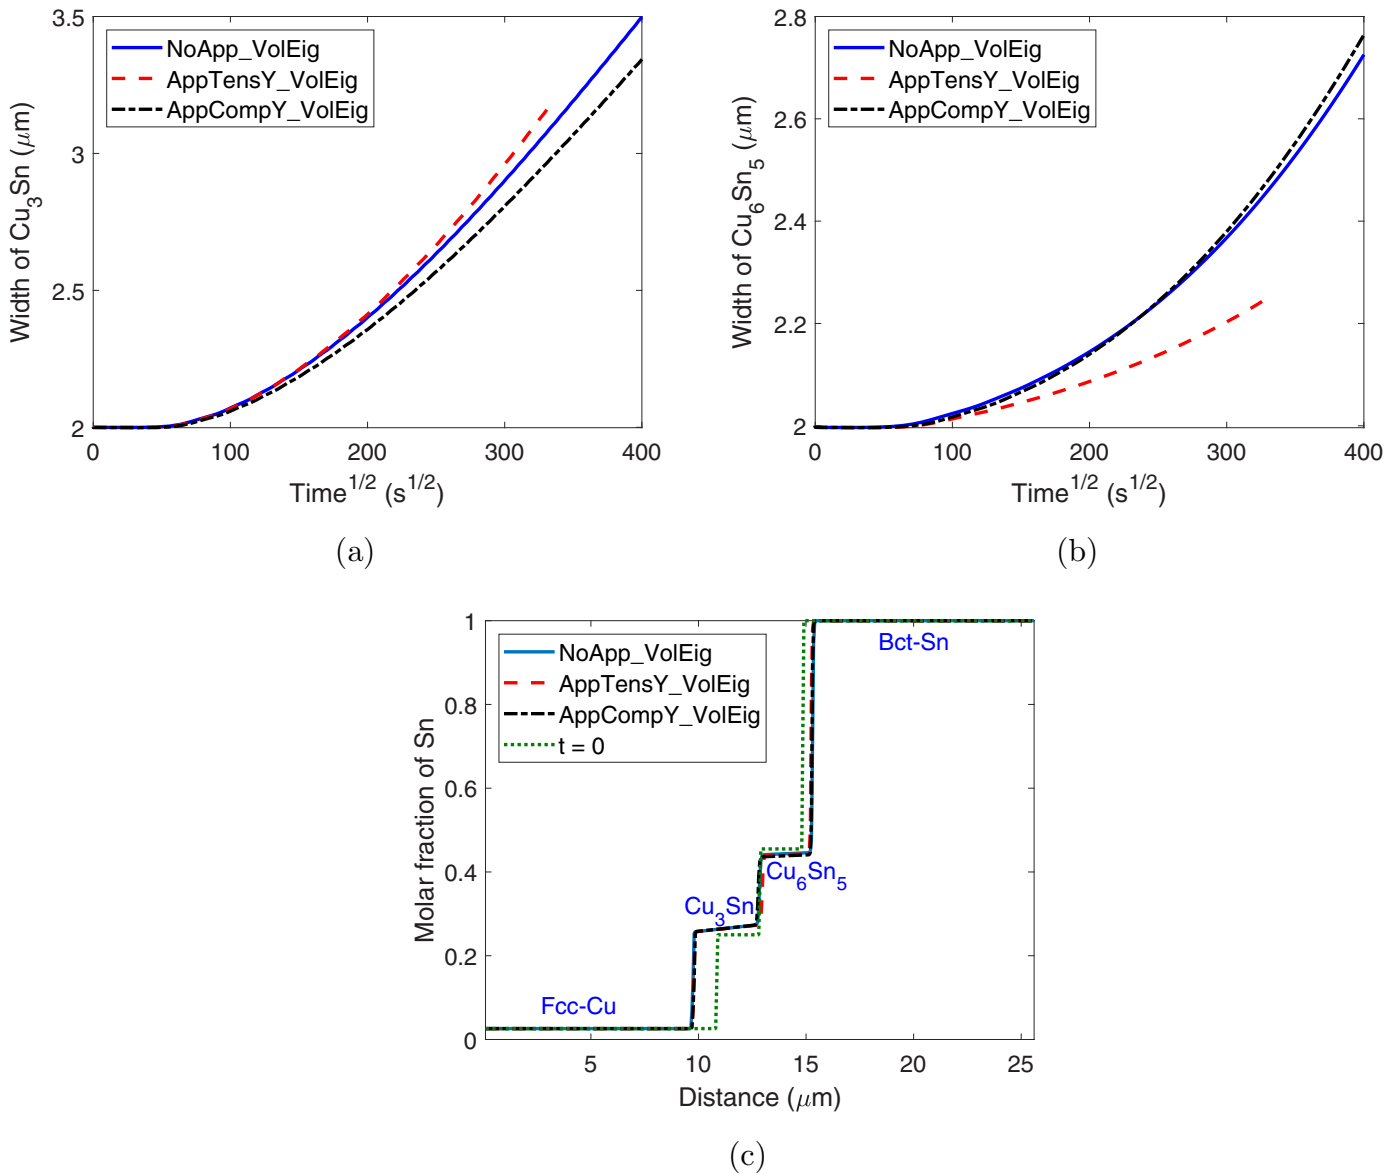 3.5
3
2.5
2
Width of Cu3Sn (μm)
NoApp_VolEig
AppTensY_VolEig
AppCompY_VolEig
0 100 200 300 400
Time1/2 (s1/2)
(a)
2.8
2.6
2.4
2.2
2
Width of Cu6Sn5 (μm)
NoApp_VolEig
AppTensY_VolEig
AppCompY_VolEig
0 100 200 300 400
Time1/2 (s1/2)
(b)
1
0.8
0.6
0.4
0.2
0
Molar fraction of Sn
NoApp_VolEig
AppTensY_VolEig
AppCompY_VolEig
t = 0
Bct-Sn
Cu6Sn5
Cu3Sn
Fcc-Cu
5 10 15 20 25
Distance (μm)
(c)